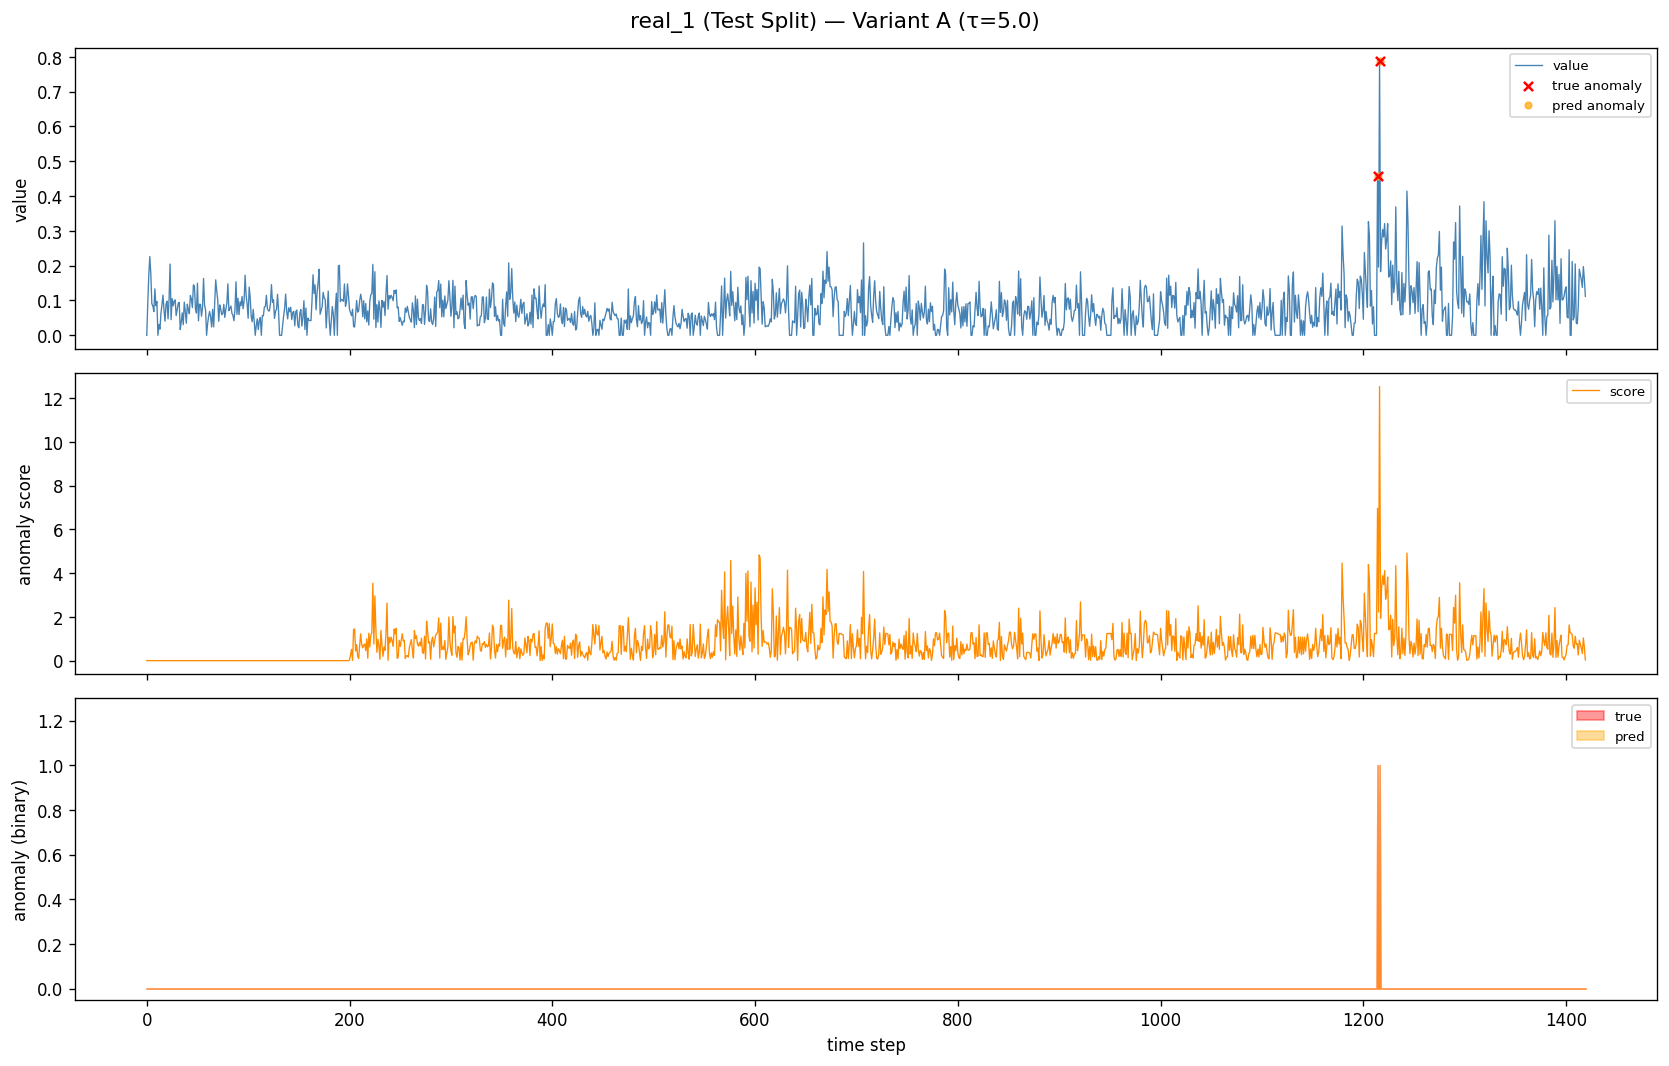 real_1 (Test Split) — Variant A (τ=5.0)
0.8
0.7
0.6
0.5
0.4
0.3
0.2
0.1
0.0
value
value
true anomaly
pred anomaly
12
10
8
6
4
2
0
anomaly score
score
1.2
1.0
0.8
0.6
0.4
0.2
0.0
anomaly (binary)
true
pred
0 200 400 600 800 1000 1200 1400
time step